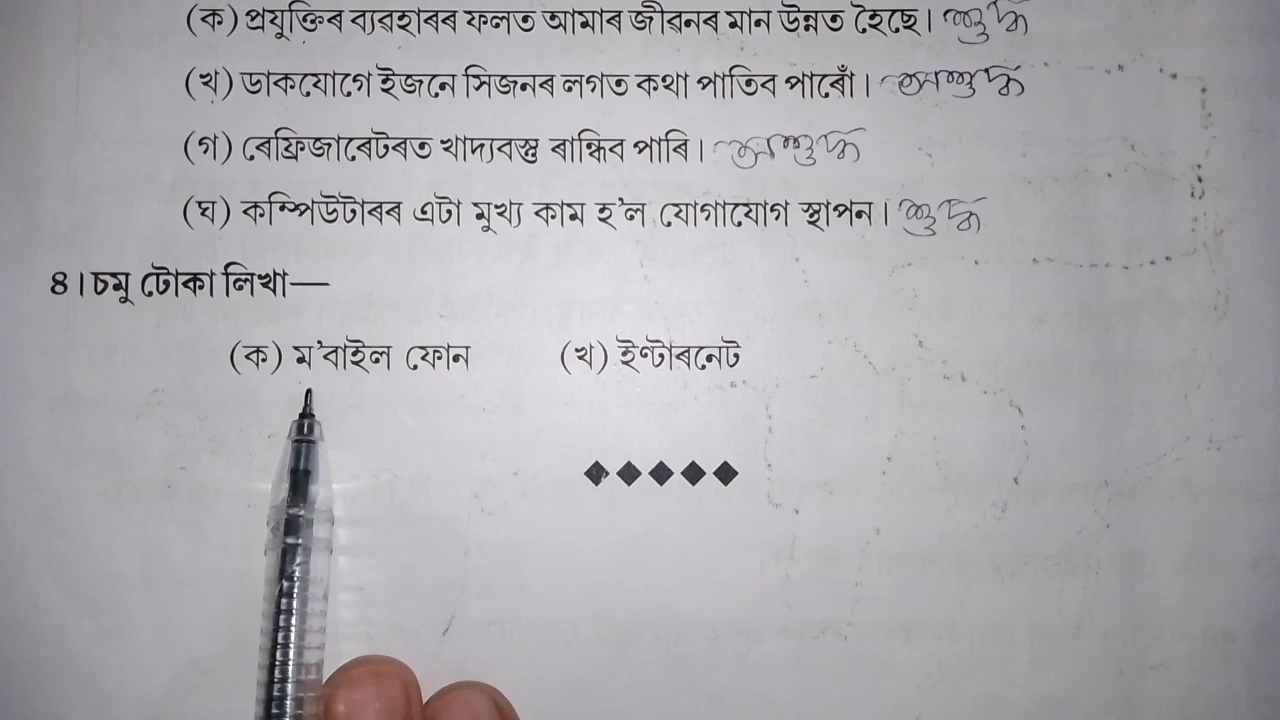 (ক) প্ৰযুক্তিৰ ব্যৱহাৰৰ ফলত আমাৰ জীৱনৰ মান উন্নত হৈছে। শুদ্ধ
(খ) ডাকযোগে ইজনে সিজনৰ লগত কথা পাতিব পাৰোঁ। অশুদ্ধ
(গ) ৰেফ্ৰিজাৰেটৰত খাদ্যবস্তু ৰান্ধিব পাৰি। অশুদ্ধ
(ঘ) কম্পিউটাৰৰ এটা মুখ্য কাম হ'ল যোগাযোগ স্থাপন। শুদ্ধ
৪। চমু টোকা লিখা—
(ক) ম'বাইল ফোন (খ) ইণ্টাৰনেট